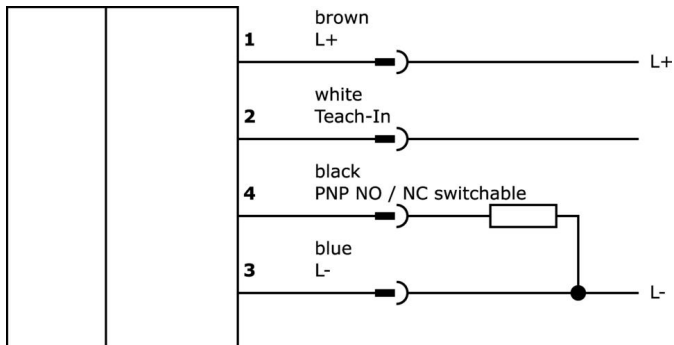 brown
1 L+
L+
white
2 Teach-In
black
4 PNP NO / NC switchable
blue
3 L-
L-